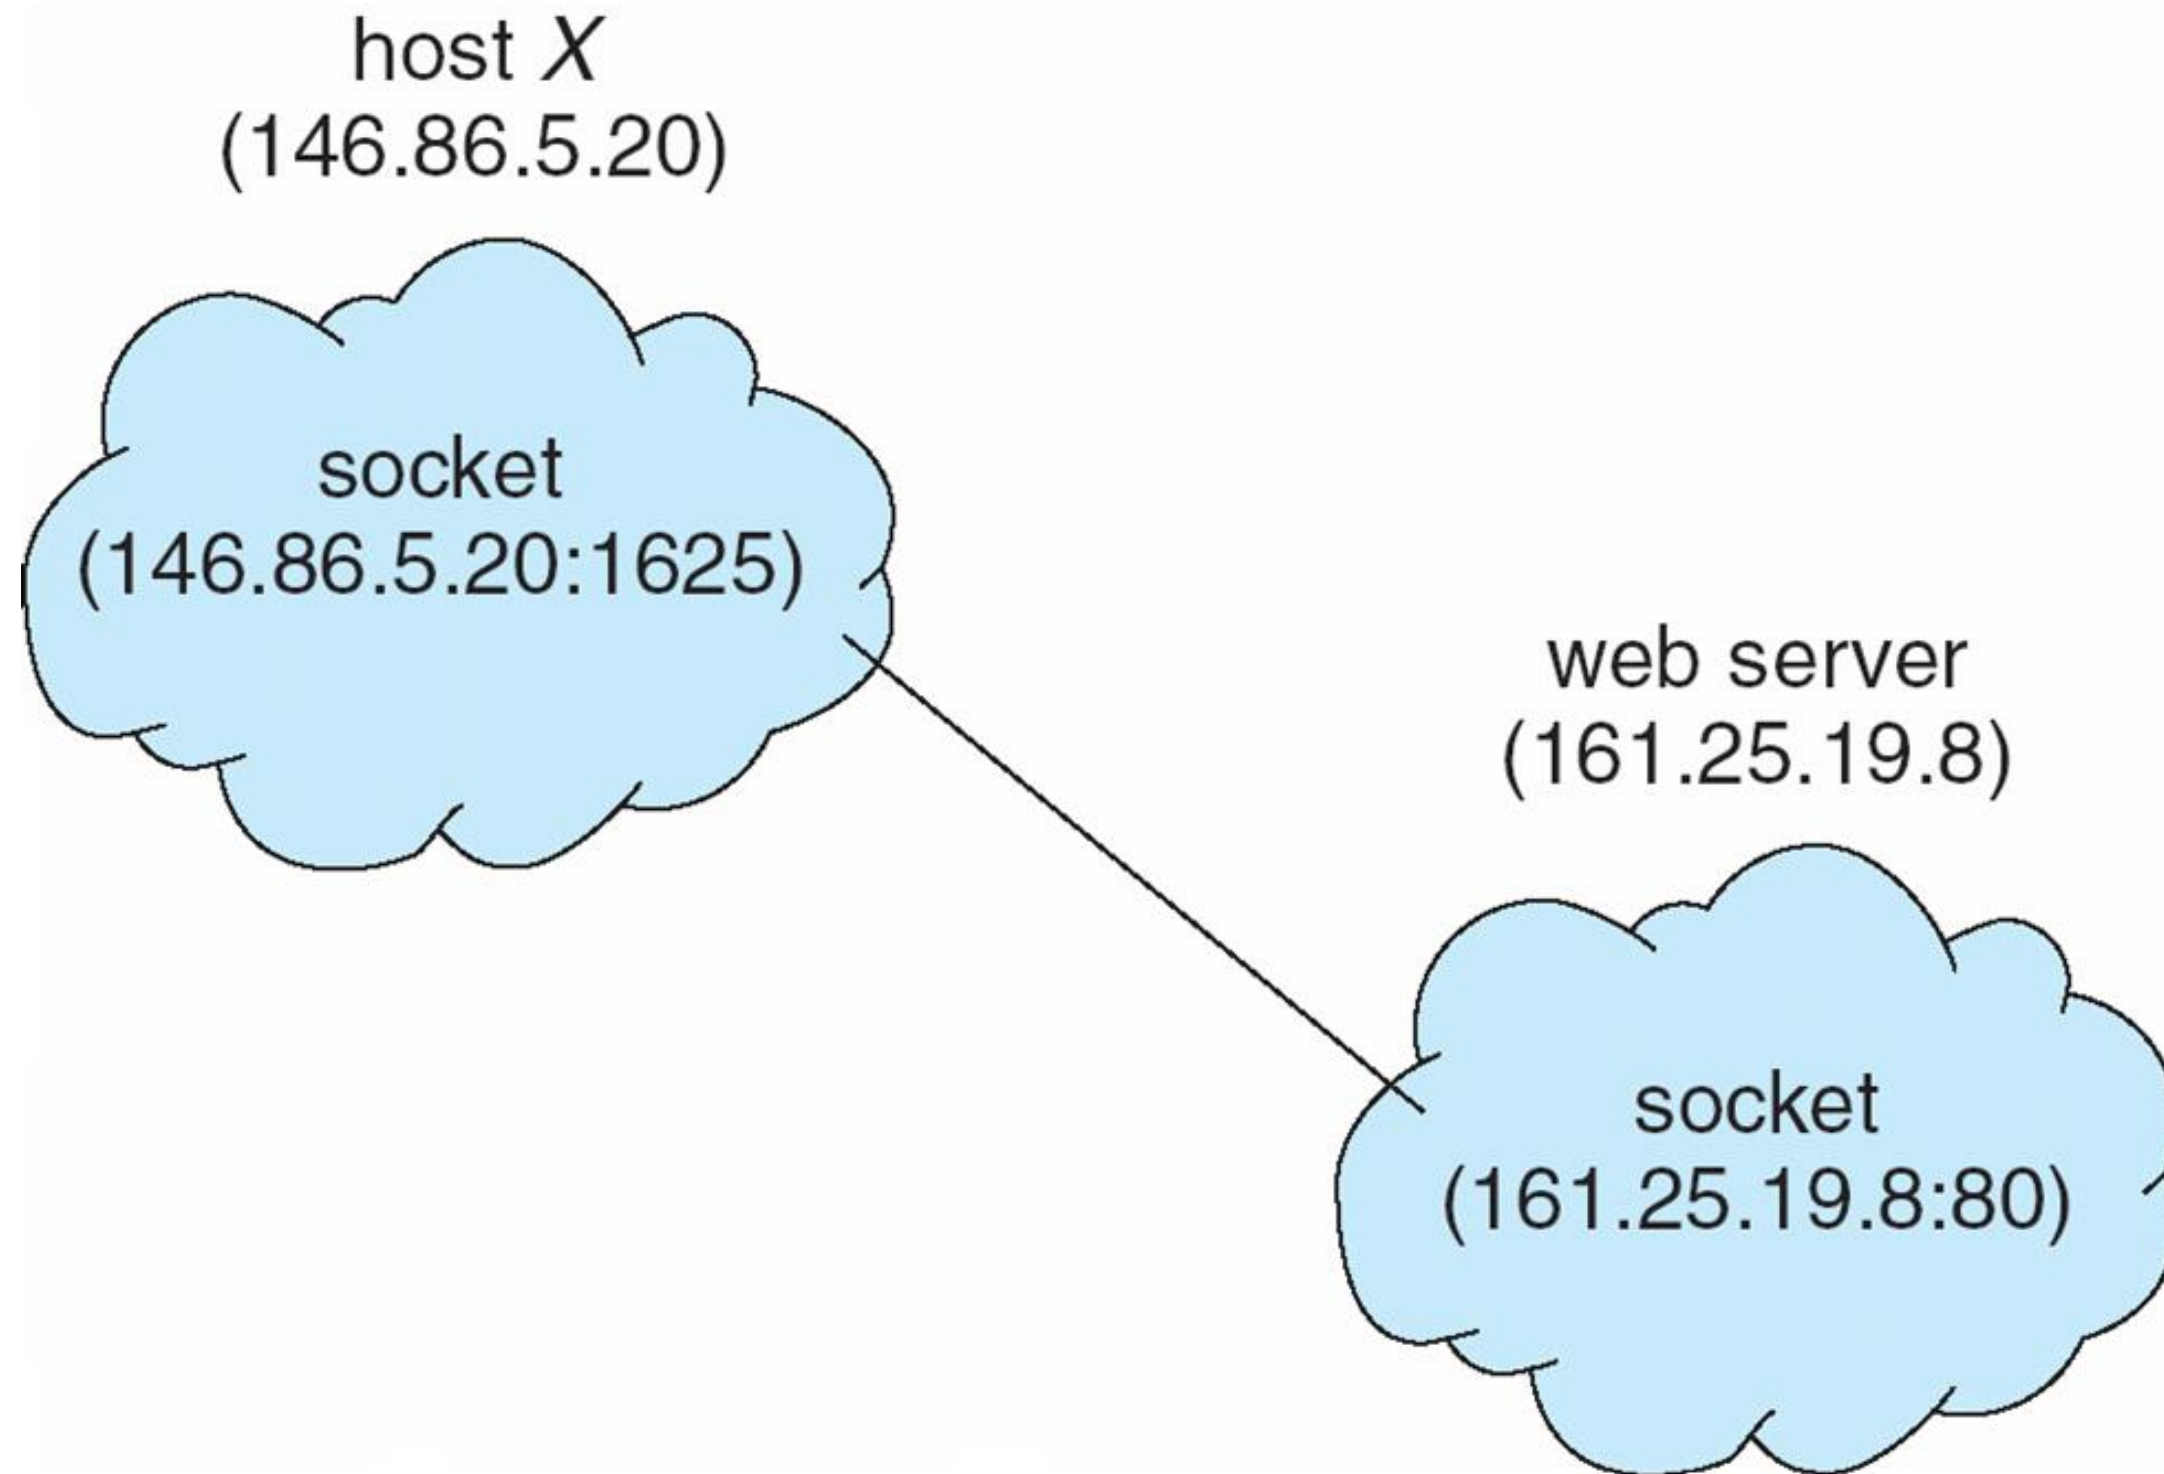 host X
(146.86.5.20)
socket
(146.86.5.20:1625)
web server
(161.25.19.8)
socket
(161.25.19.8:80)